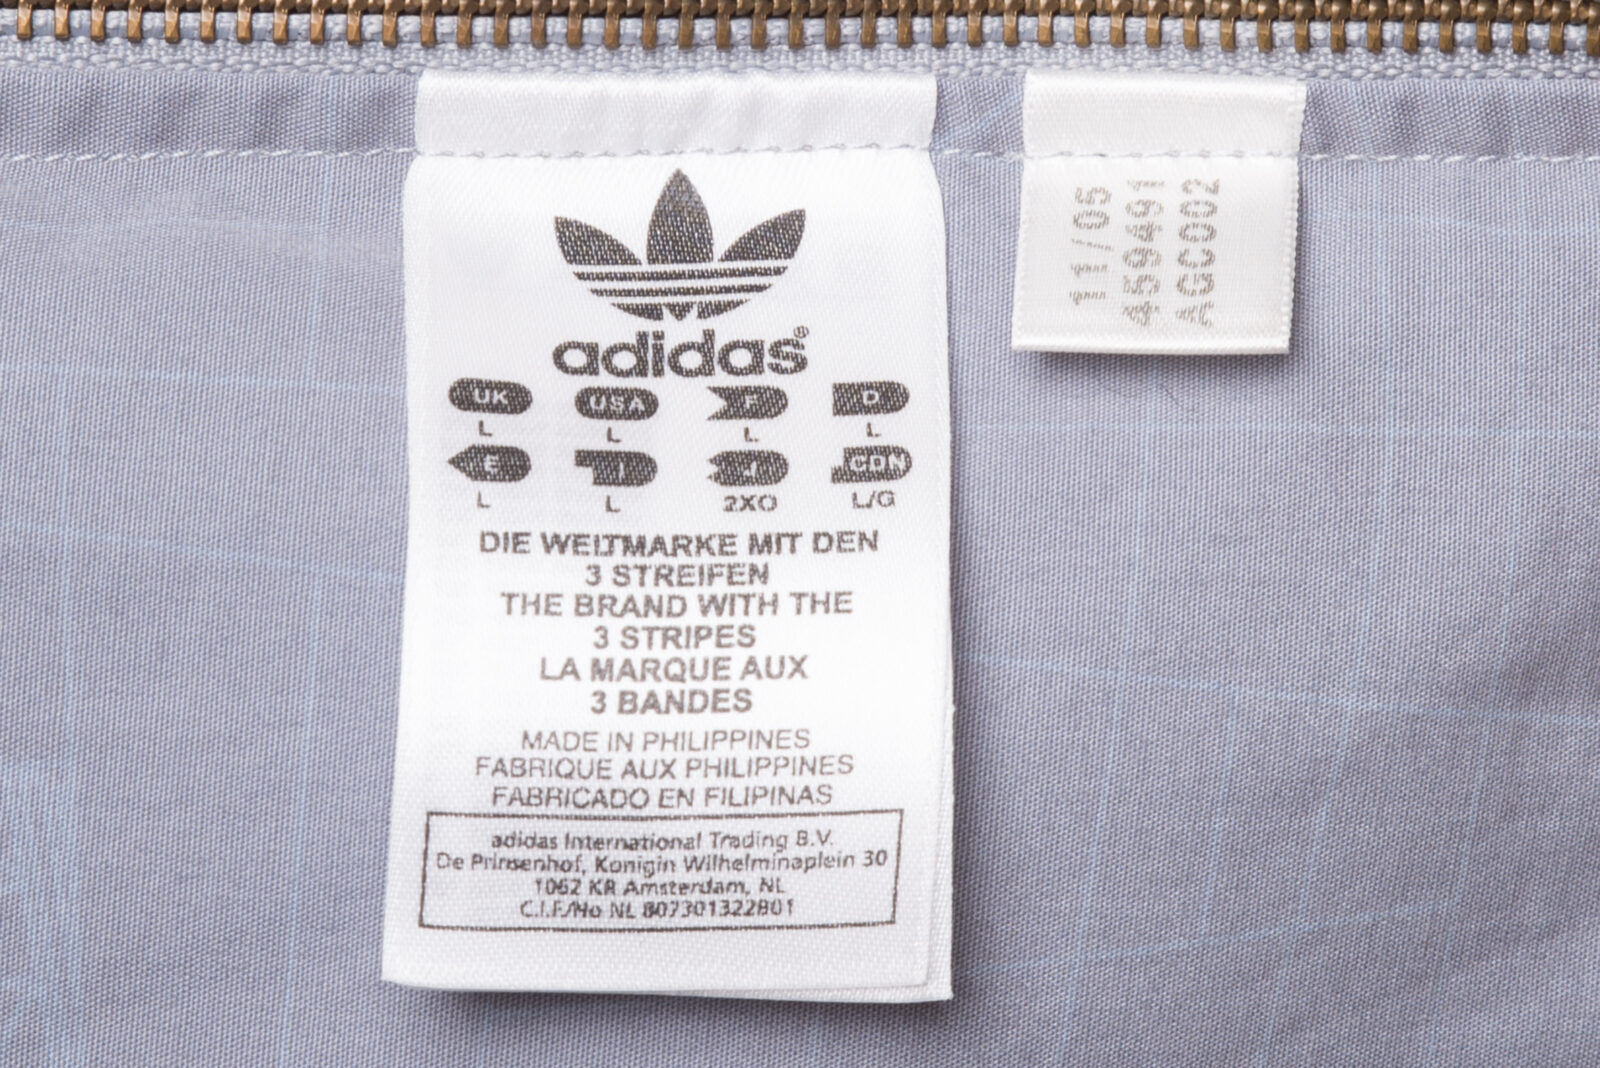 adidas®
UK USA F D
L L L L
E I J CDN
L L 2XO L/G
DIE WELTMARKE MIT DEN
3 STREIFEN
THE BRAND WITH THE
3 STRIPES
LA MARQUE AUX
3 BANDES
MADE IN PHILIPPINES
FABRIQUE AUX PHILIPPINES
FABRICADO EN FILIPINAS
adidas International Trading B.V.
De Prinsenhof, Konigin Wilhelminaplein 30
1062 KR Amsterdam, NL
C.I.F./No NL 807301322B01
11/05
459491
AGC002